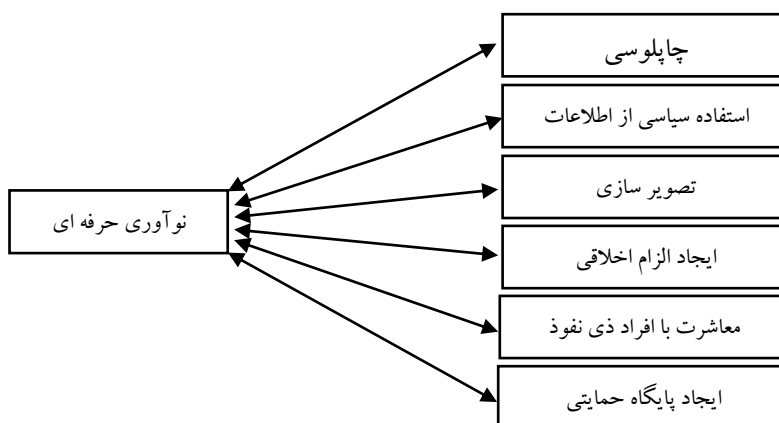 چاپلوسی
استفاده سیاسی از اطلاعات
تصویر سازی
نوآوری حرفه ای
ایجاد الزام اخلاقی
معاشرت با افراد ذی نفوذ
ایجاد پایگاه حمایتی